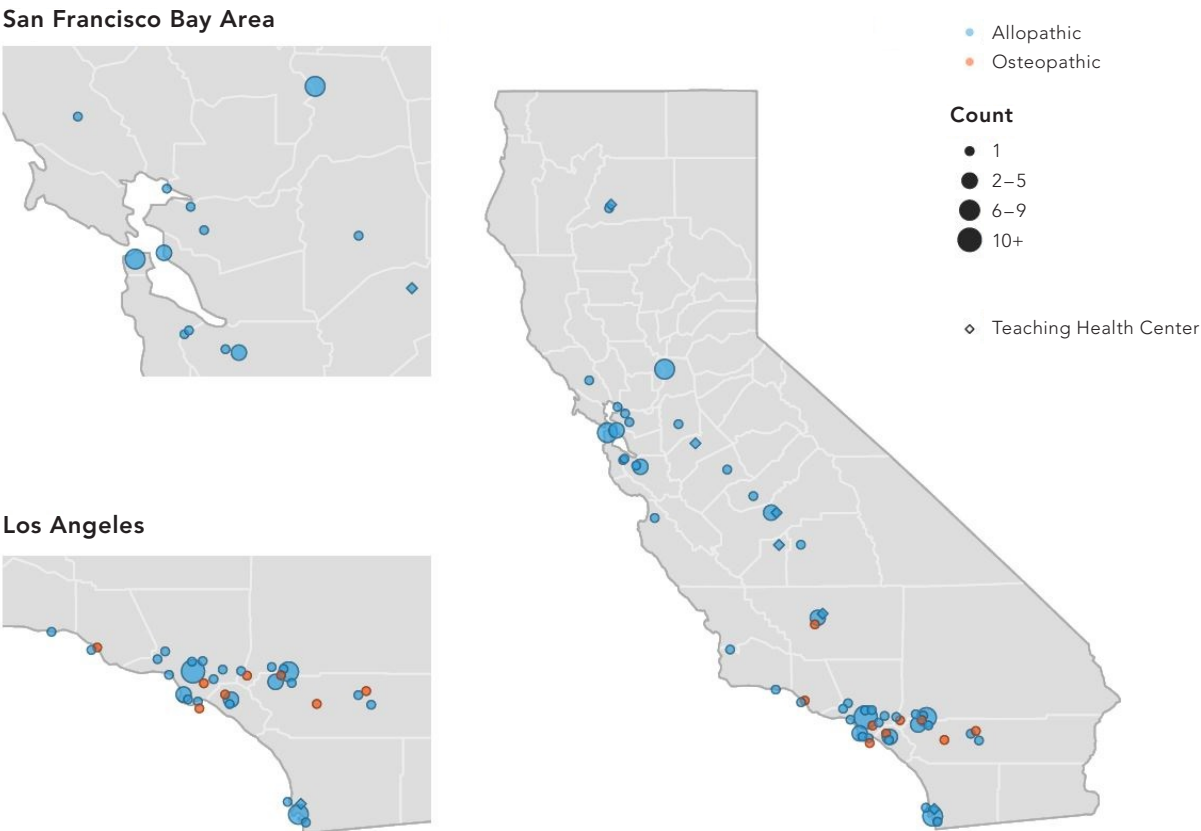 San Francisco Bay Area
Allopathic
Osteopathic
Count
1
2–5
6–9
10+
Teaching Health Center
Los Angeles